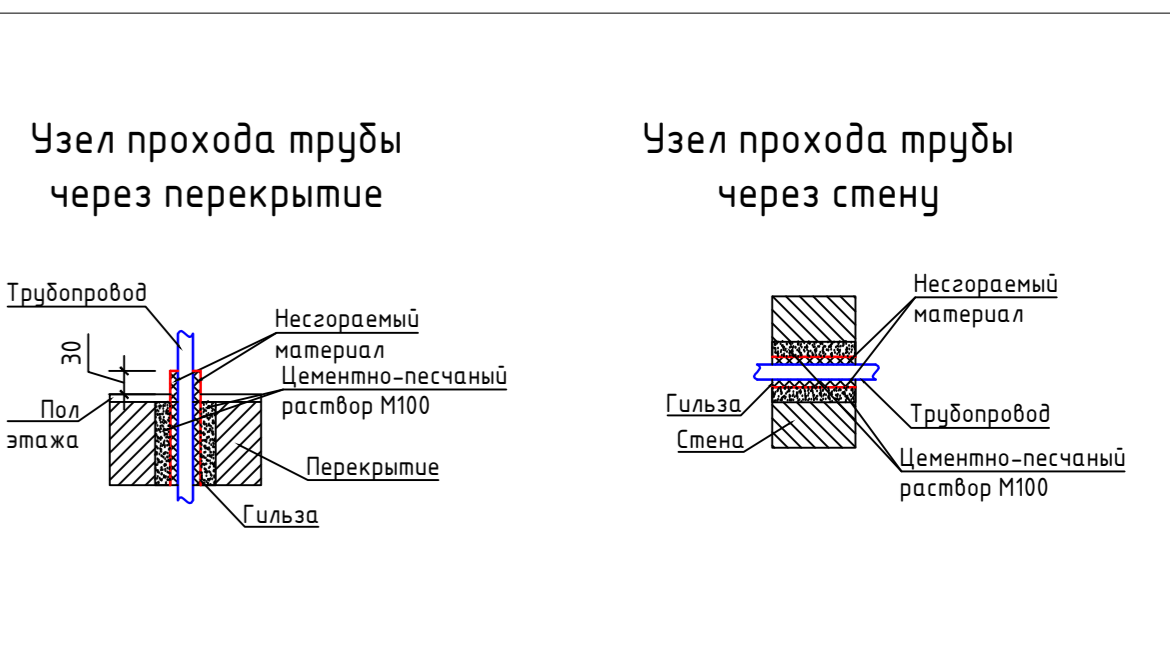 Узел прохода трубы
через перекрытие
Трубопровод
30
Несгораемый
материал
Цементно-песчаный
раствор М100
Пол
этажа
Перекрытие
Гильза
Узел прохода трубы
через стену
Несгораемый
материал
Гильза
Стена
Трубопровод
Цементно-песчаный
раствор М100